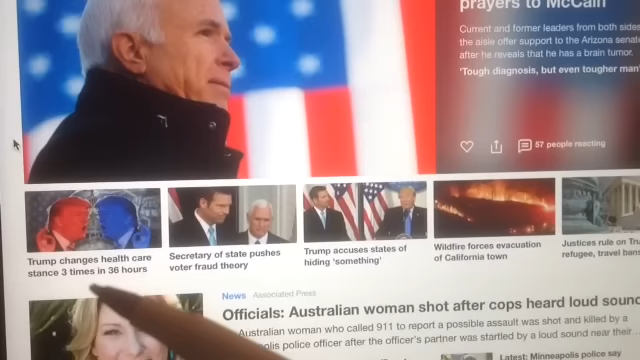 prayers to McCain
Current and former leaders from both sides
the aisle offer support to the Arizona senat
after he reveals that he has a brain tumor.
'Tough diagnosis, but even tougher man'
57 people reacting
Trump changes health care
stance 3 times in 36 hours
Secretary of state pushes
voter fraud theory
Trump accuses states of
hiding 'something'
Wildfire forces evacuation
of California town
Justices rule on Tru
refugee, travel bans
News Associated Press
Officials: Australian woman shot after cops heard loud sound
Australian woman who called 911 to report a possible assault was shot and killed by a
polis police officer after the officer's partner was startled by a loud sound near their...
Latest: Minneapolis police say